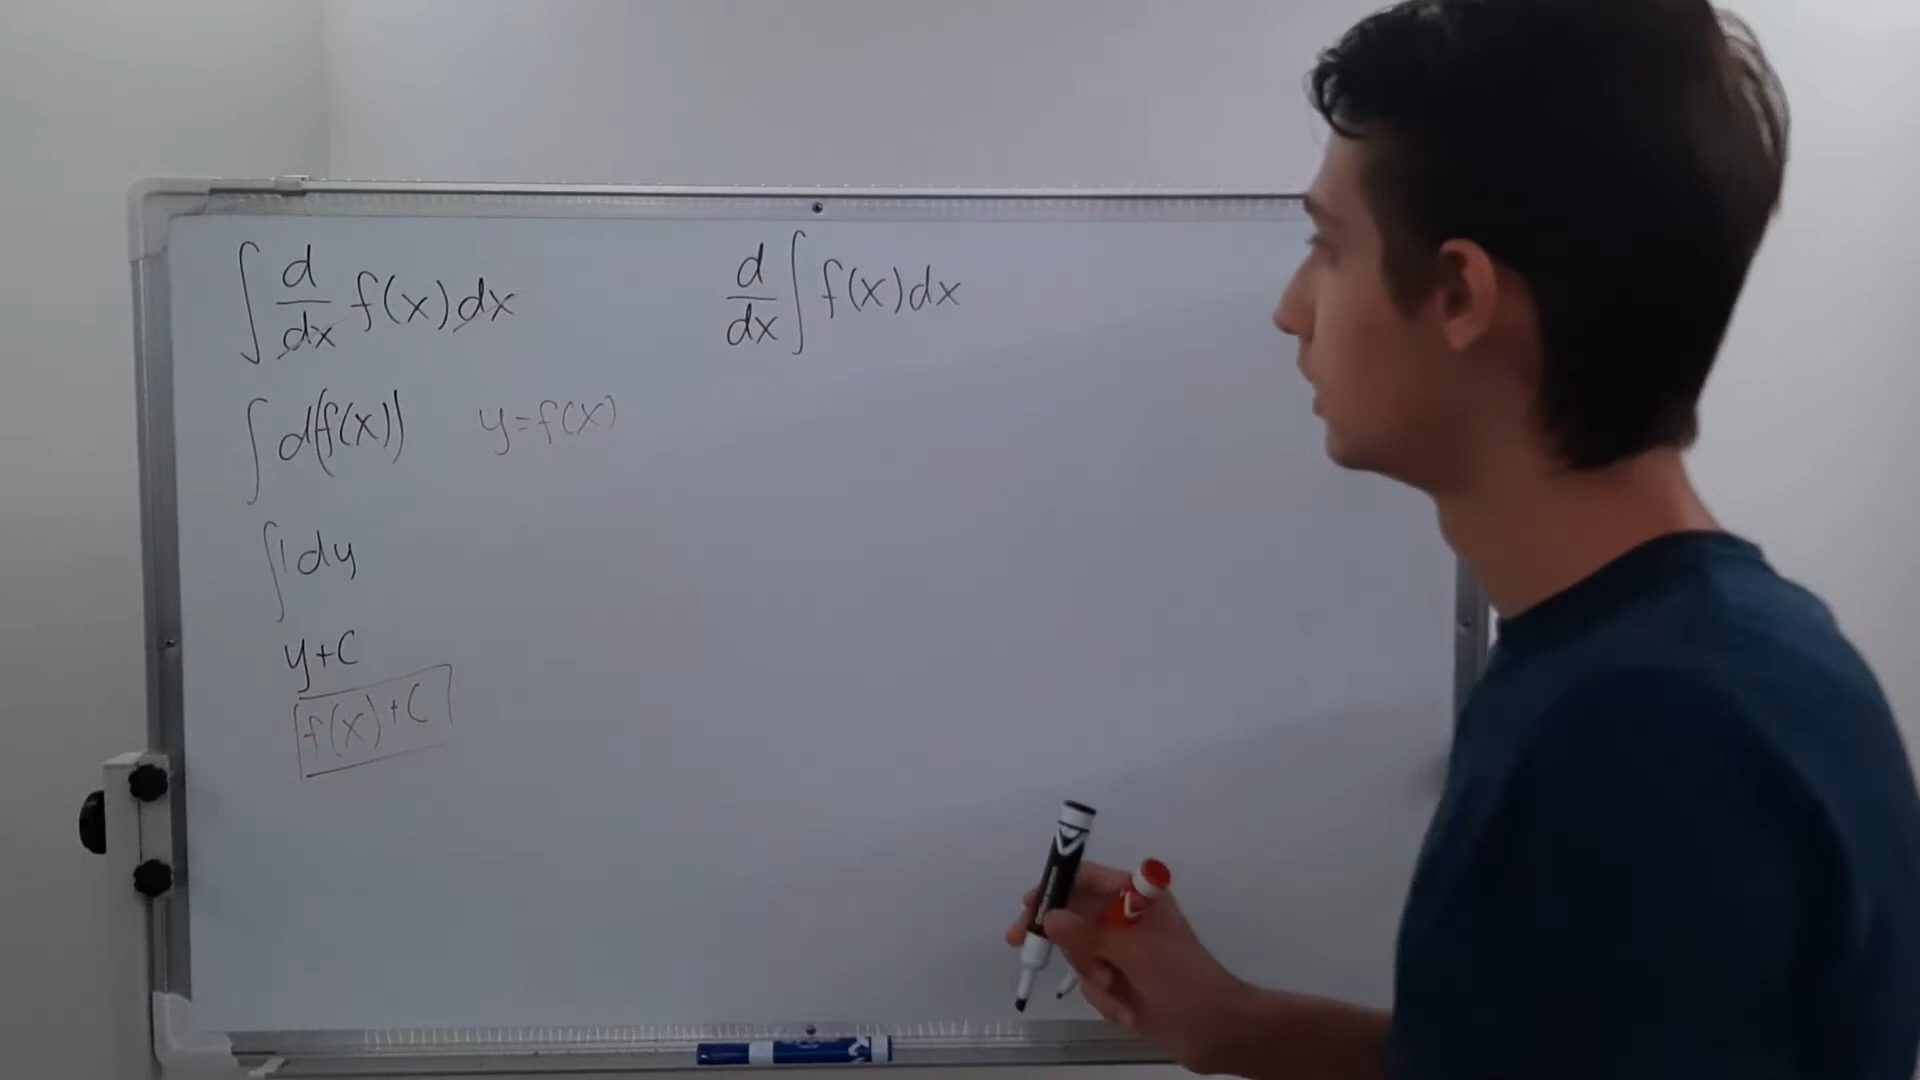 ∫ d/dx f(x)dx
∫ d(f(x))
y=f(x)
∫ 1 dy
y+C
f(x)+C
d/dx ∫ f(x)dx